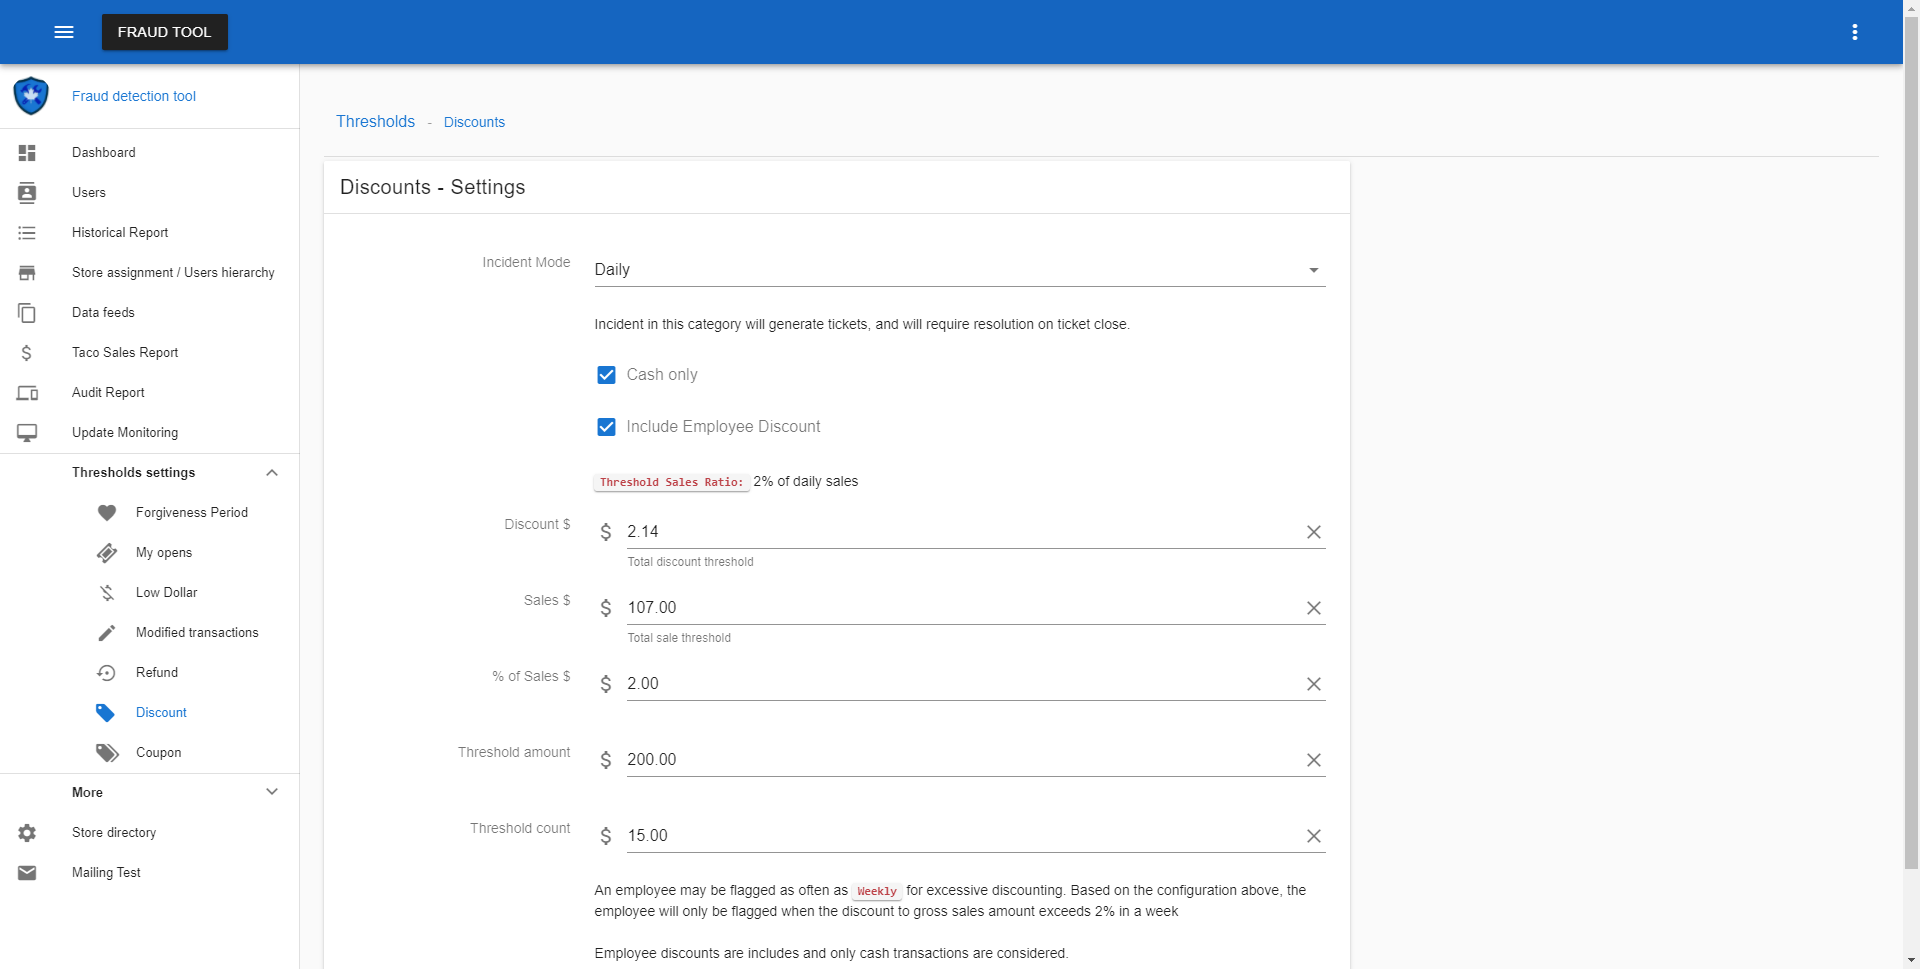 FRAUD TOOL
Fraud detection tool
Dashboard
Users
Historical Report
Store assignment / Users hierarchy
Data feeds
Taco Sales Report
Audit Report
Update Monitoring
Thresholds settings
Forgiveness Period
My opens
Low Dollar
Modified transactions
Refund
Discount
Coupon
More
Store directory
Mailing Test
Thresholds - Discounts
Discounts - Settings
Incident Mode
Daily
Incident in this category will generate tickets, and will require resolution on ticket close.
Cash only
Include Employee Discount
Threshold Sales Ratio: 2% of daily sales
Discount $
$ 2.14
Total discount threshold
Sales $
$ 107.00
Total sale threshold
% of Sales $
$ 2.00
Threshold amount
$ 200.00
Threshold count
$ 15.00
An employee may be flagged as often as Weekly for excessive discounting. Based on the configuration above, the
employee will only be flagged when the discount to gross sales amount exceeds 2% in a week
Employee discounts are includes and only cash transactions are considered.